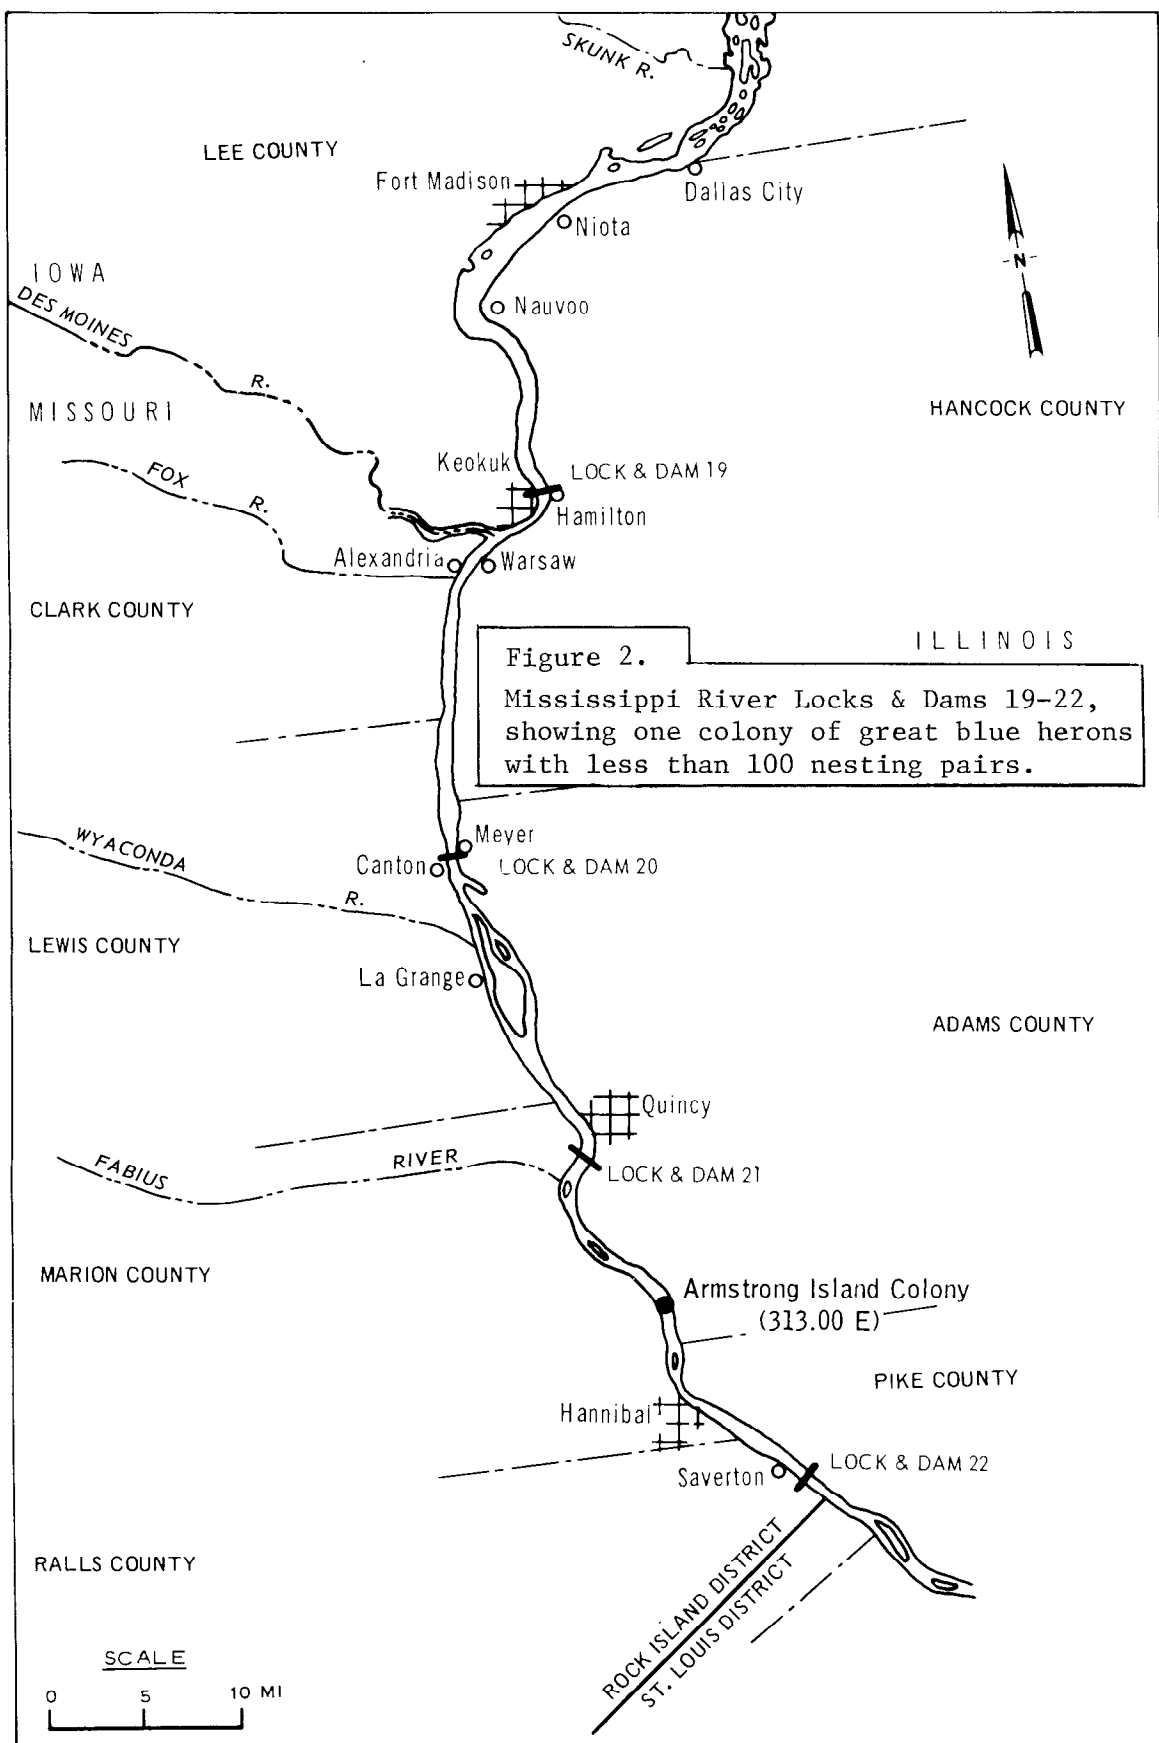 SKUNK R.
LEE COUNTY
Fort Madison
Dallas City
Niota
-N-
IOWA
DES MOINES
R.
Nauvoo
MISSOURI
HANCOCK COUNTY
Keokuk
LOCK & DAM 19
FOX
R.
Hamilton
Alexandria
Warsaw
CLARK COUNTY
ILLINOIS
Figure 2.
Mississippi River Locks & Dams 19-22,
showing one colony of great blue herons
with less than 100 nesting pairs.
WYACONDA
R.
Meyer
Canton
LOCK & DAM 20
LEWIS COUNTY
La Grange
ADAMS COUNTY
Quincy
FABIUS
RIVER
LOCK & DAM 21
MARION COUNTY
Armstrong Island Colony
(313.00 E)
PIKE COUNTY
Hannibal
Saverton
LOCK & DAM 22
RALLS COUNTY
ROCK ISLAND DISTRICT
ST. LOUIS DISTRICT
SCALE
0 5 10 MI